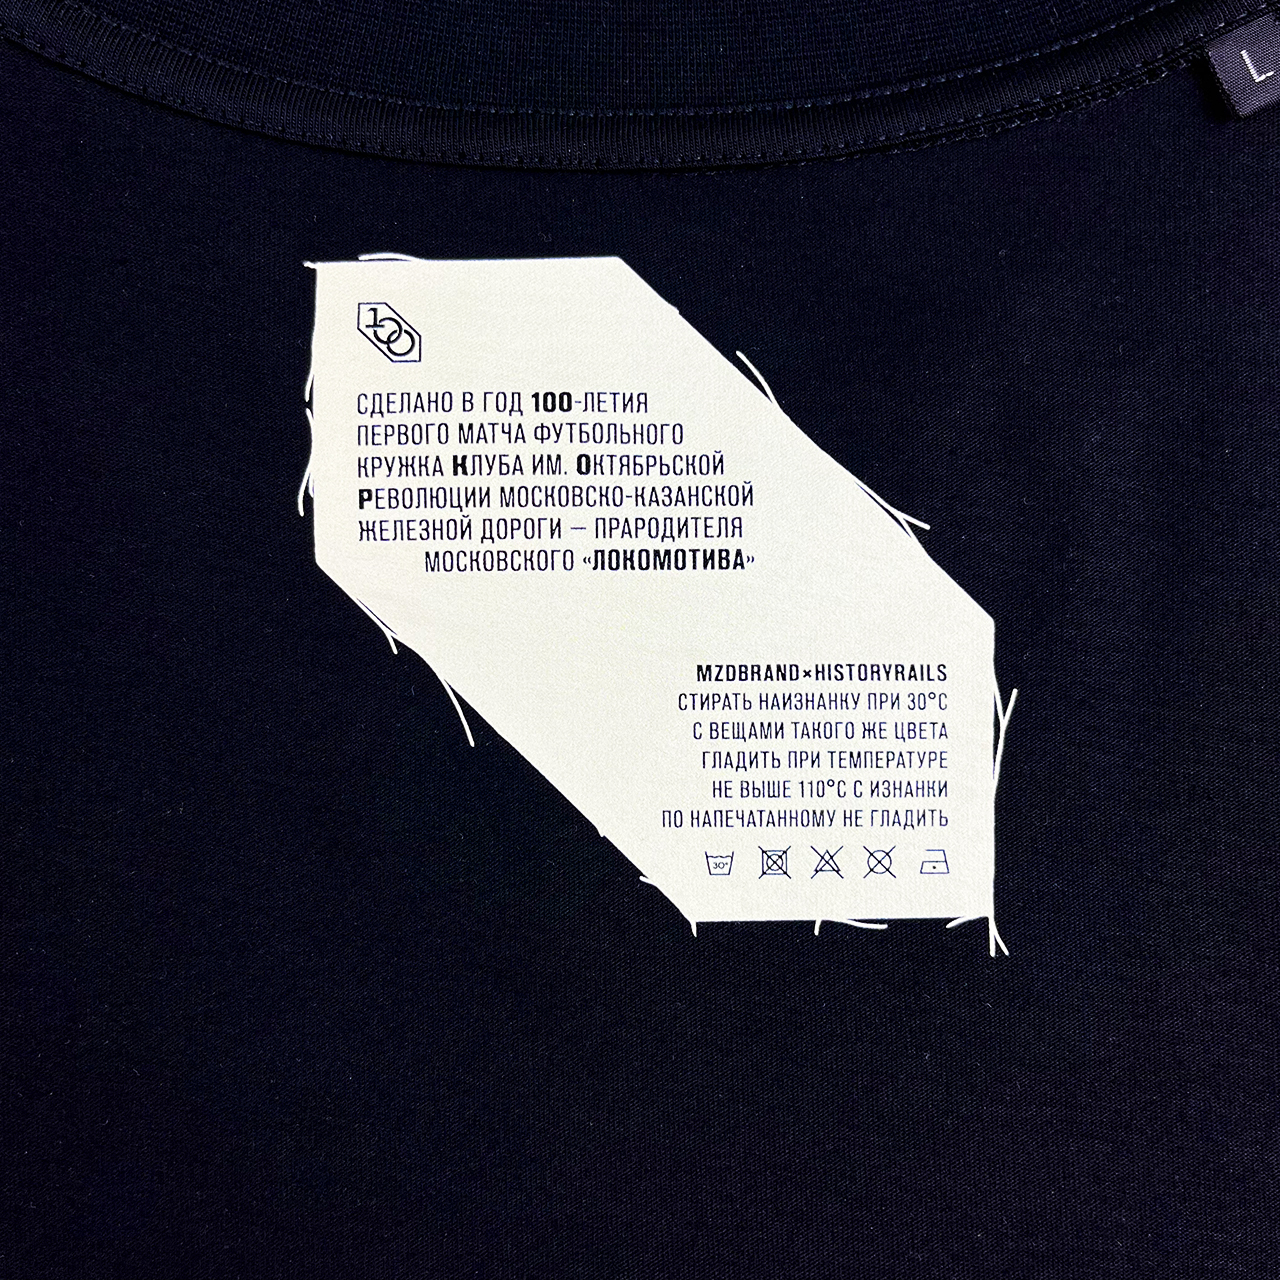 L
100
СДЕЛАНО В ГОД 100-ЛЕТИЯ
ПЕРВОГО МАТЧА ФУТБОЛЬНОГО
КРУЖКА КЛУБА ИМ. ОКТЯБРЬСКОЙ
РЕВОЛЮЦИИ МОСКОВСКО-КАЗАНСКОЙ
ЖЕЛЕЗНОЙ ДОРОГИ – ПРАРОДИТЕЛЯ
МОСКОВСКОГО «ЛОКОМОТИВА»
MZDBRAND×HISTORYRAILS
СТИРАТЬ НАИЗНАНКУ ПРИ 30°С
С ВЕЩАМИ ТАКОГО ЖЕ ЦВЕТА
ГЛАДИТЬ ПРИ ТЕМПЕРАТУРЕ
НЕ ВЫШЕ 110°С С ИЗНАНКИ
ПО НАПЕЧАТАННОМУ НЕ ГЛАДИТЬ
30°